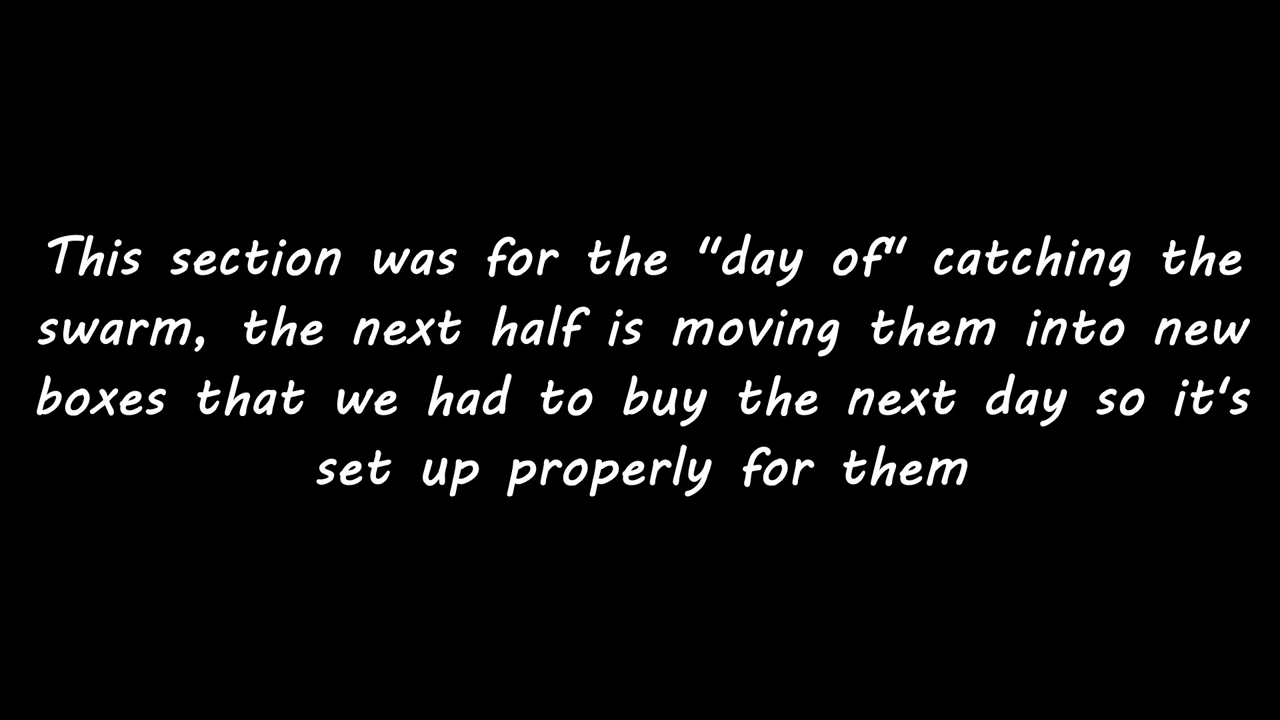 This section was for the "day of" catching the
swarm, the next half is moving them into new
boxes that we had to buy the next day so it's
set up properly for them